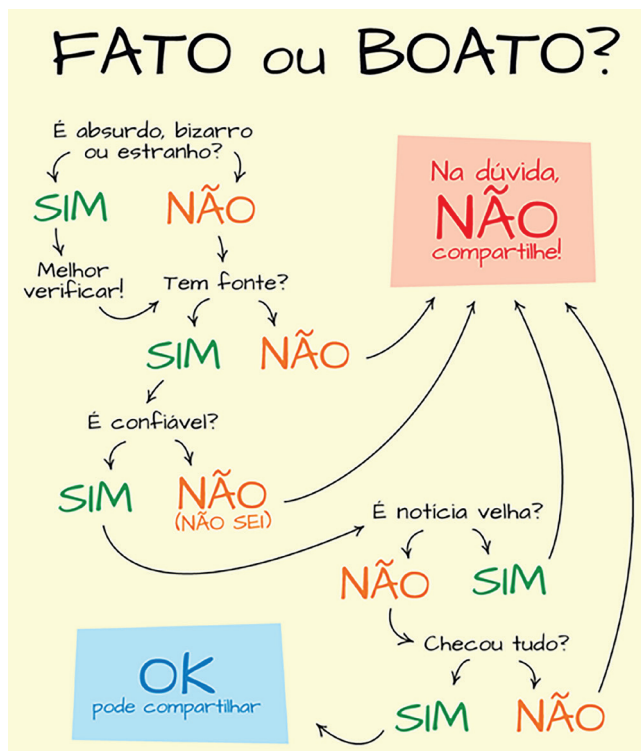 FATO ou BOATO?
É absurdo, bizarro
ou estranho?
SIM
NÃO
Melhor
verificar!
Tem fonte?
SIM
NÃO
Na dúvida,
NÃO
compartilhe!
É confiável?
SIM
NÃO
(NÃO SEI)
É notícia velha?
NÃO
SIM
Checou tudo?
SIM
NÃO
OK
pode compartilhar